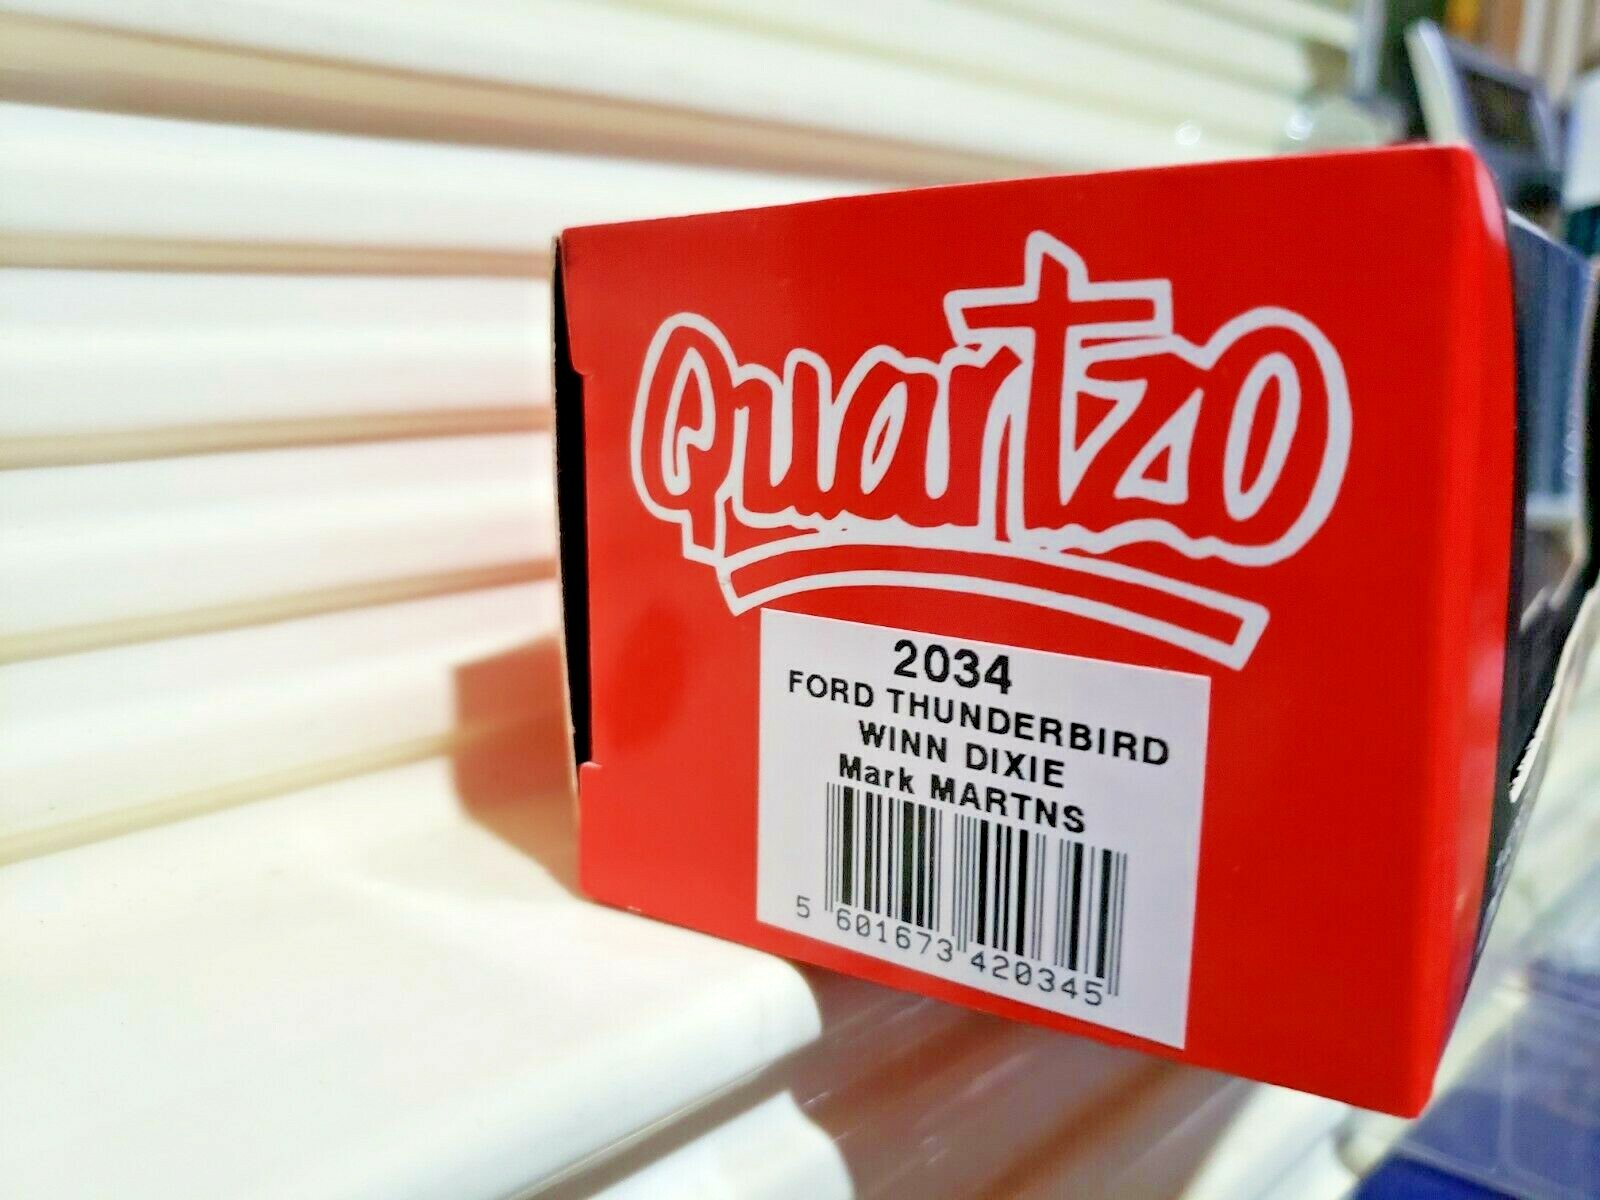 Quartzo
2034
FORD THUNDERBIRD
WINN DIXIE
Mark MARTNS
5 601673 420345